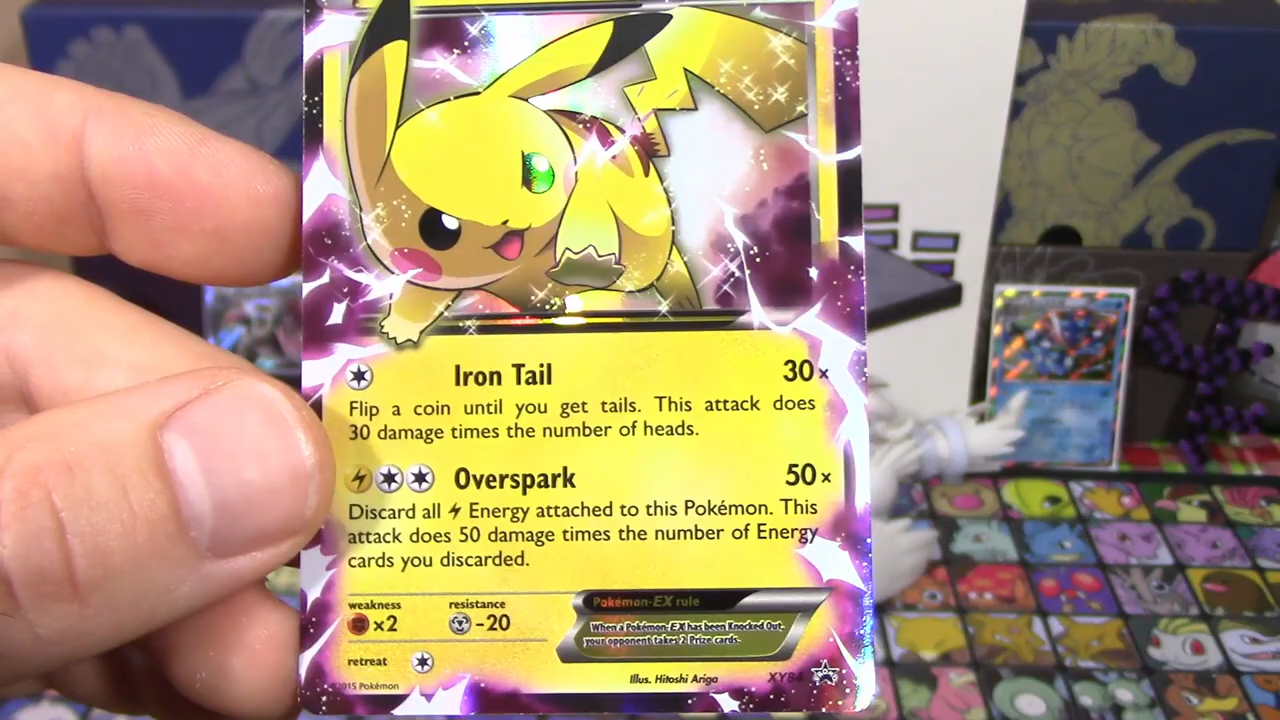 Iron Tail 30×
Flip a coin until you get tails. This attack does
30 damage times the number of heads.
Overspark 50×
Discard all Energy attached to this Pokémon. This
attack does 50 damage times the number of Energy
cards you discarded.
weakness resistance
×2 -20
Pokémon-EX rule
When a Pokémon-EX has been Knocked Out,
your opponent takes 2 Prize cards.
retreat
©2015 Pokémon
Illus. Hitoshi Ariga XY84